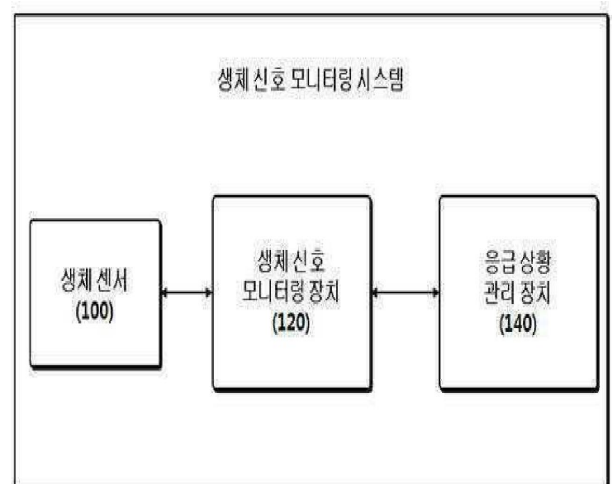 생체 신호 모니터링 시스템
생체 센서
(100)
생체 신호
모니터링 장치
(120)
응급 상황
관리 장치
(140)